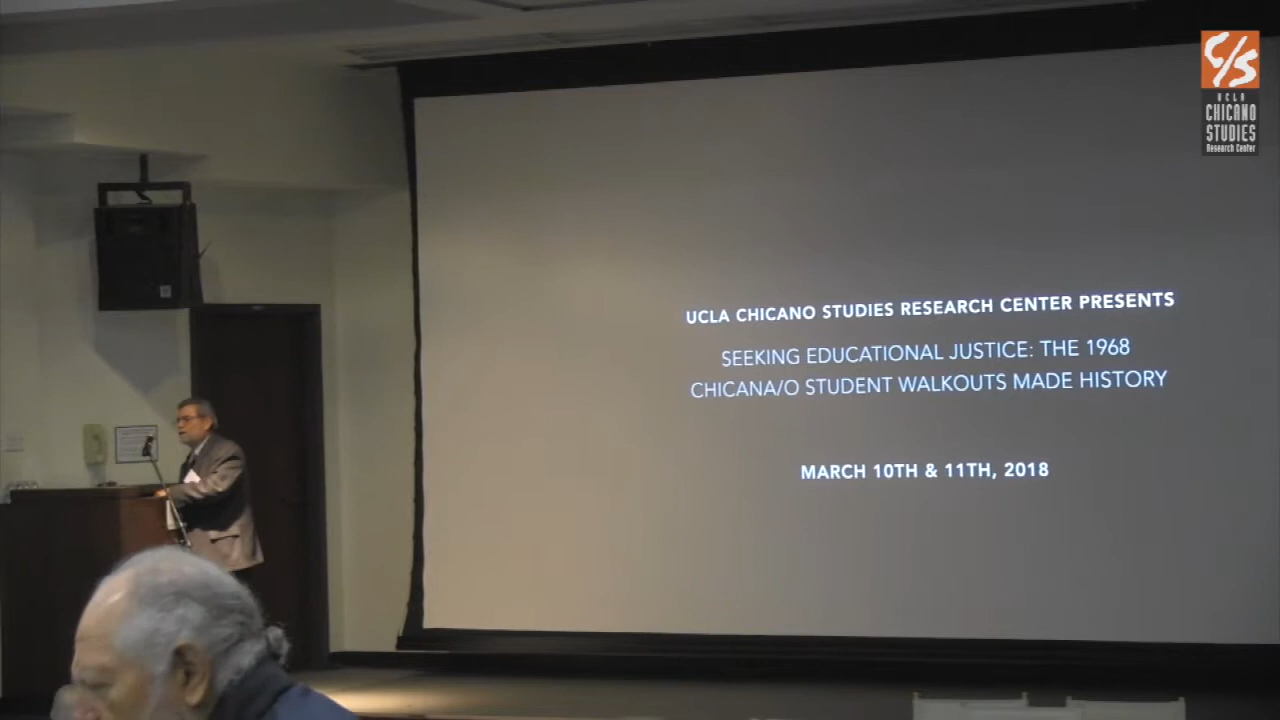 C/S
UCLA
CHICANO
STUDIES
Research Center
UCLA CHICANO STUDIES RESEARCH CENTER PRESENTS
SEEKING EDUCATIONAL JUSTICE: THE 1968
CHICANA/O STUDENT WALKOUTS MADE HISTORY
MARCH 10TH & 11TH, 2018